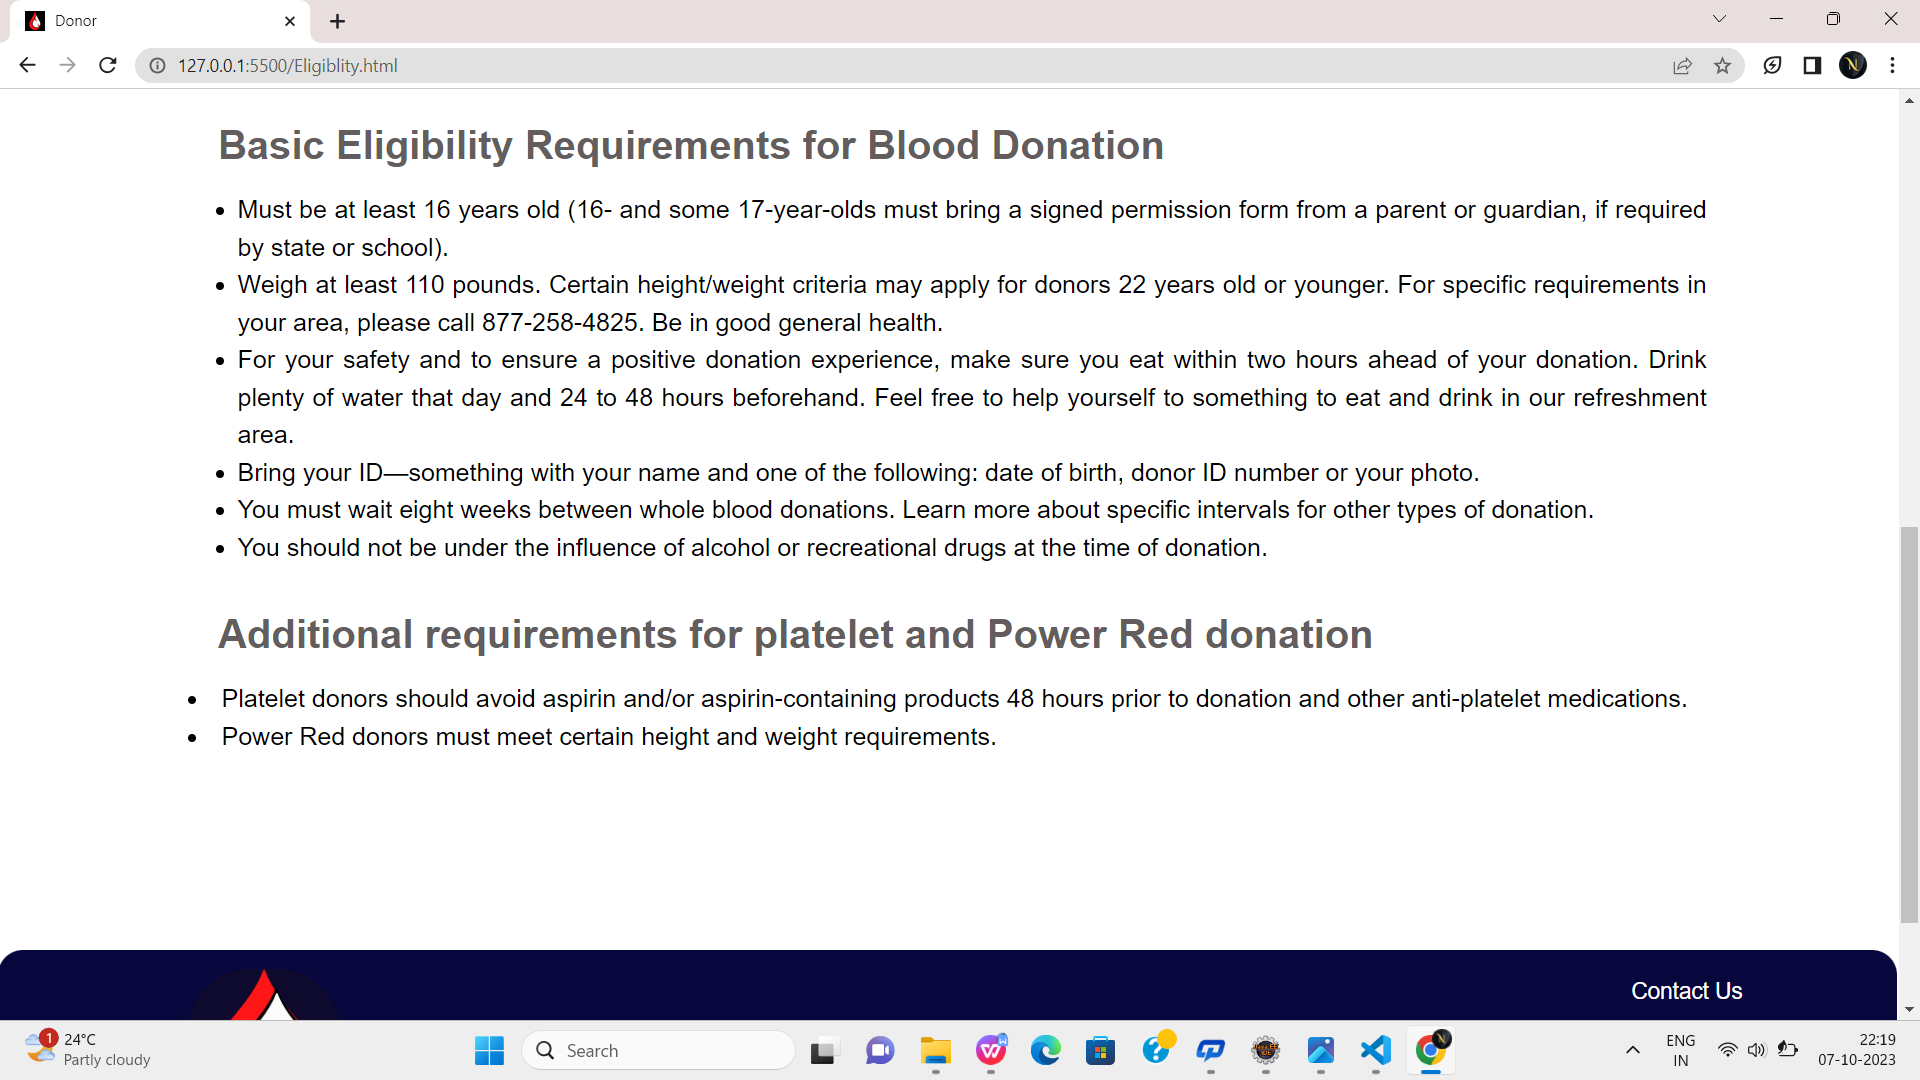 Donor
127.0.0.1:5500/Eligiblity.html
N
Basic Eligibility Requirements for Blood Donation
• Must be at least 16 years old (16- and some 17-year-olds must bring a signed permission form from a parent or guardian, if required
by state or school).
• Weigh at least 110 pounds. Certain height/weight criteria may apply for donors 22 years old or younger. For specific requirements in
your area, please call 877-258-4825. Be in good general health.
• For your safety and to ensure a positive donation experience, make sure you eat within two hours ahead of your donation. Drink
plenty of water that day and 24 to 48 hours beforehand. Feel free to help yourself to something to eat and drink in our refreshment
area.
• Bring your ID—something with your name and one of the following: date of birth, donor ID number or your photo.
• You must wait eight weeks between whole blood donations. Learn more about specific intervals for other types of donation.
• You should not be under the influence of alcohol or recreational drugs at the time of donation.
Additional requirements for platelet and Power Red donation
• Platelet donors should avoid aspirin and/or aspirin-containing products 48 hours prior to donation and other anti-platelet medications.
• Power Red donors must meet certain height and weight requirements.
Contact Us
1
24°C
Partly cloudy
Search
ENG
IN
22:19
07-10-2023